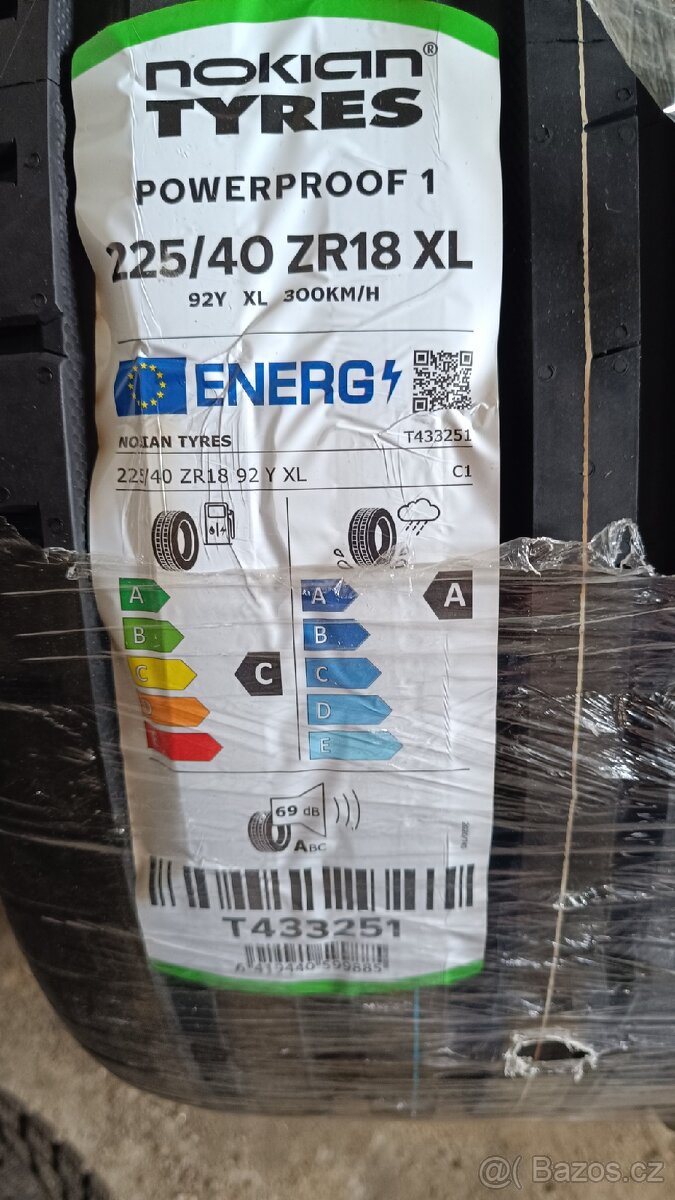 nokian®
TYRES
POWERPROOF 1
225/40 ZR18 XL
92Y XL 300KM/H
ENERG
NOKIAN TYRES T433251
225/40 ZR18 92 Y XL C1
A A A
B B
C C C
D D
E
69 dB
ABC
T433251
6 419440 599885
@( Bazos.cz